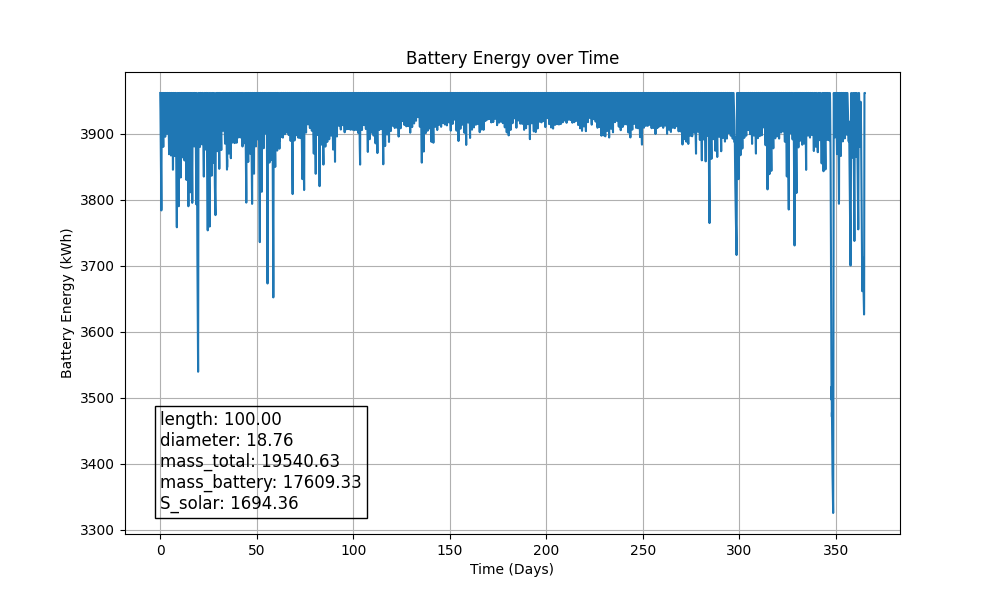 Battery Energy over Time
Battery Energy (kWh)
3900
3800
3700
3600
3500
3400
3300
length: 100.00
diameter: 18.76
mass_total: 19540.63
mass_battery: 17609.33
S_solar: 1694.36
0 50 100 150 200 250 300 350
Time (Days)